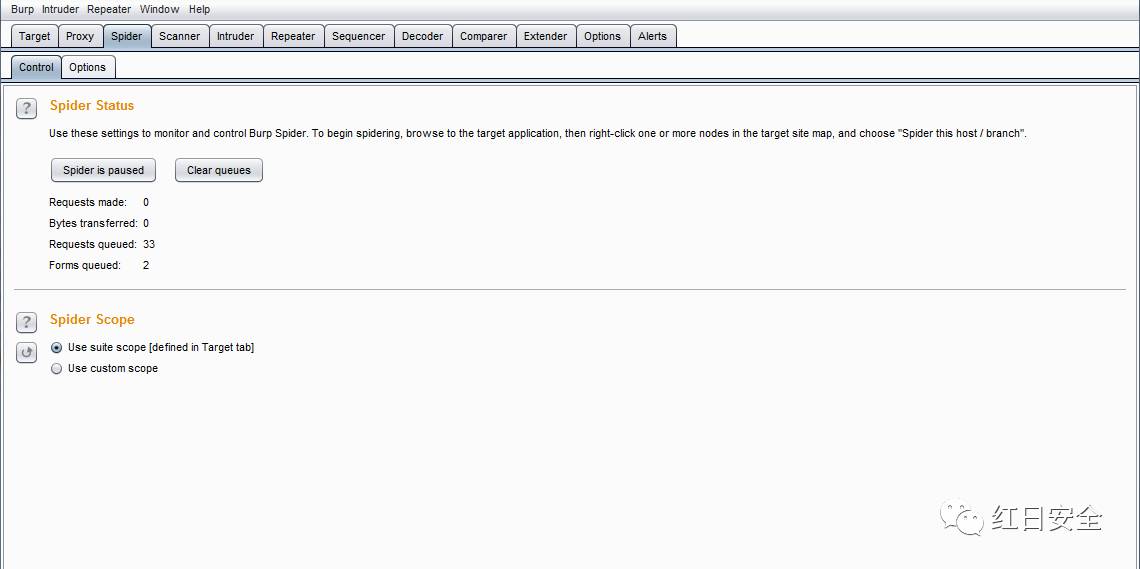 Burp Intruder Repeater Window Help
Target Proxy Spider Scanner Intruder Repeater Sequencer Decoder Comparer Extender Options Alerts
Control Options
? Spider Status
Use these settings to monitor and control Burp Spider. To begin spidering, browse to the target application, then right-click one or more nodes in the target site map, and choose "Spider this host / branch".
Spider is paused Clear queues
Requests made: 0
Bytes transferred: 0
Requests queued: 33
Forms queued: 2
? Spider Scope
Use suite scope [defined in Target tab]
Use custom scope
红日安全